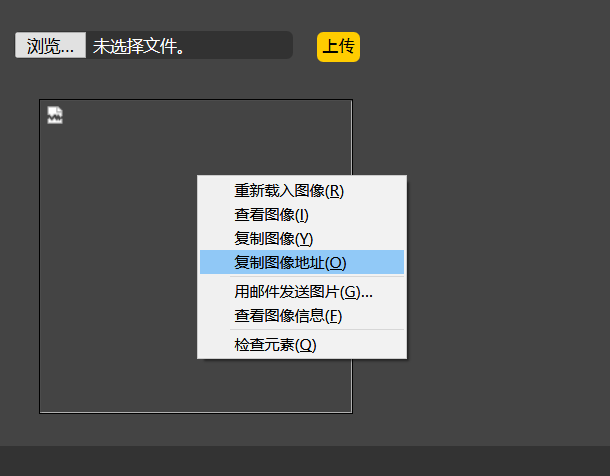 浏览... 未选择文件。 上传
重新载入图像(R)
查看图像(I)
复制图像(Y)
复制图像地址(O)
用邮件发送图片(G)...
查看图像信息(F)
检查元素(Q)